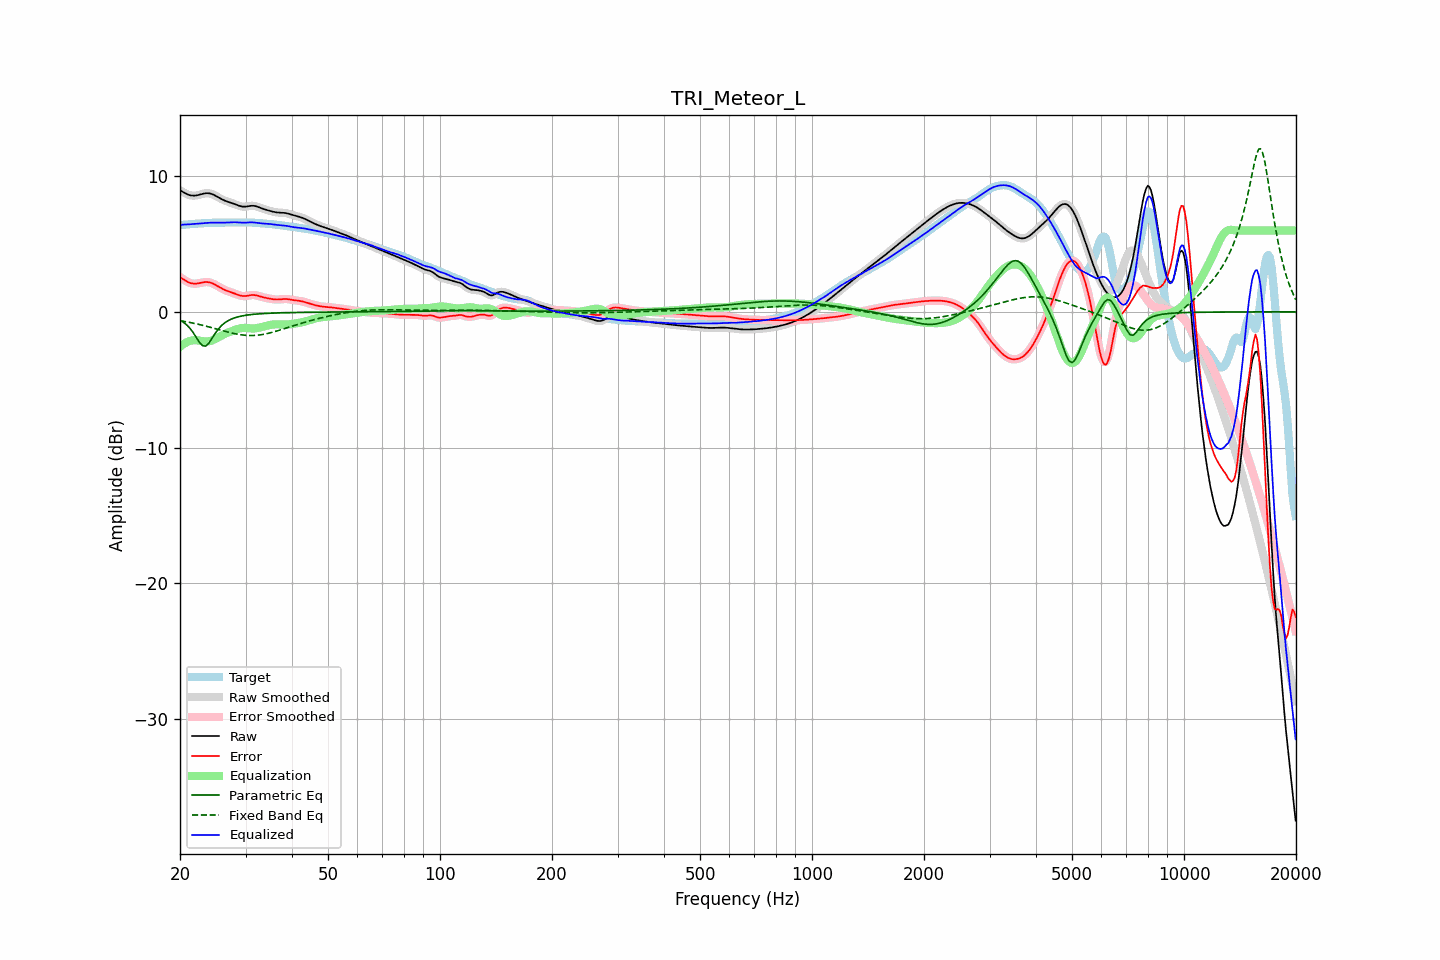 TRI_Meteor_L
Amplitude (dBr)
10
0
−10
−20
−30
Target
Raw Smoothed
Error Smoothed
Raw
Error
Equalization
Parametric Eq
Fixed Band Eq
Equalized
20 50 100 200 500 1000 2000 5000 10000 20000
Frequency (Hz)